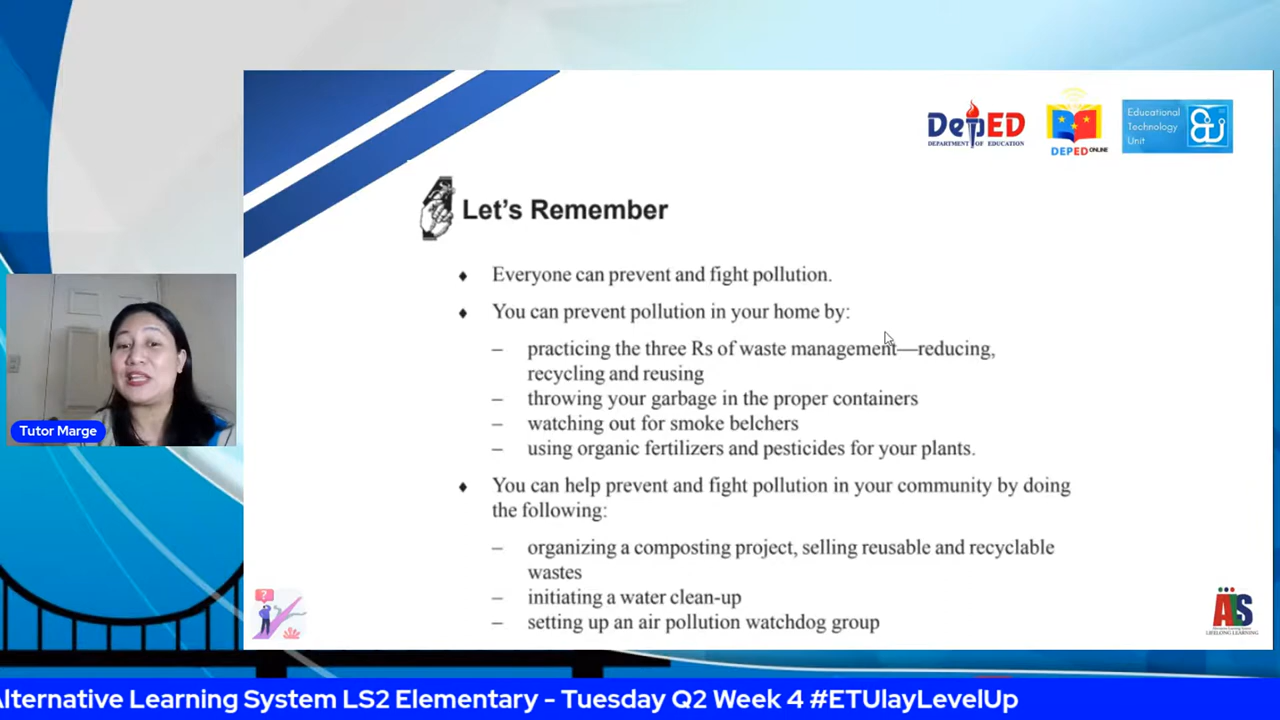 DepED
DEPARTMENT OF EDUCATION
DEPED ONLINE
Educational
Technology
Unit
Let's Remember
♦ Everyone can prevent and fight pollution.
♦ You can prevent pollution in your home by:
– practicing the three Rs of waste management—reducing,
recycling and reusing
– throwing your garbage in the proper containers
– watching out for smoke belchers
– using organic fertilizers and pesticides for your plants.
♦ You can help prevent and fight pollution in your community by doing
the following:
– organizing a composting project, selling reusable and recyclable
wastes
– initiating a water clean-up
– setting up an air pollution watchdog group
Tutor Marge
?
ALS
LIFELONG LEARNING
Alternative Learning System LS2 Elementary - Tuesday Q2 Week 4 #ETUlayLevelUp